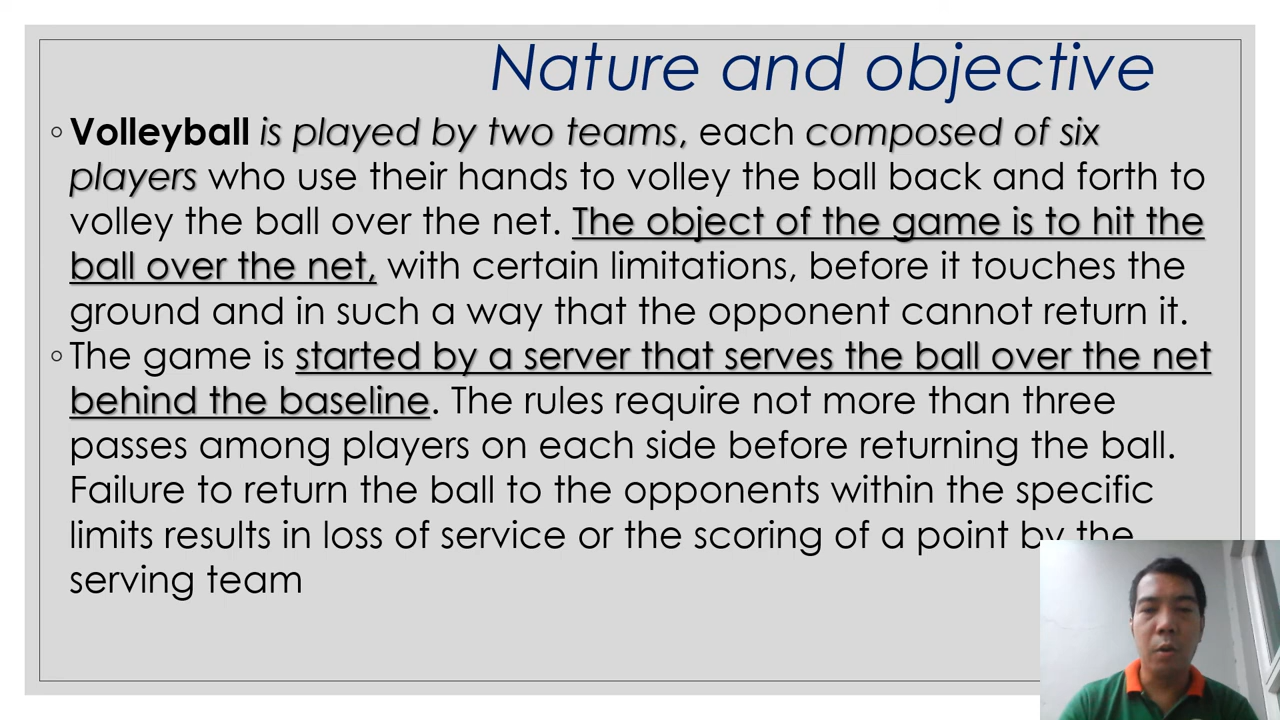 Nature and objective
◦Volleyball is played by two teams, each composed of six
players who use their hands to volley the ball back and forth to
volley the ball over the net. The object of the game is to hit the
ball over the net, with certain limitations, before it touches the
ground and in such a way that the opponent cannot return it.
◦The game is started by a server that serves the ball over the net
behind the baseline. The rules require not more than three
passes among players on each side before returning the ball.
Failure to return the ball to the opponents within the specific
limits results in loss of service or the scoring of a point by the
serving team